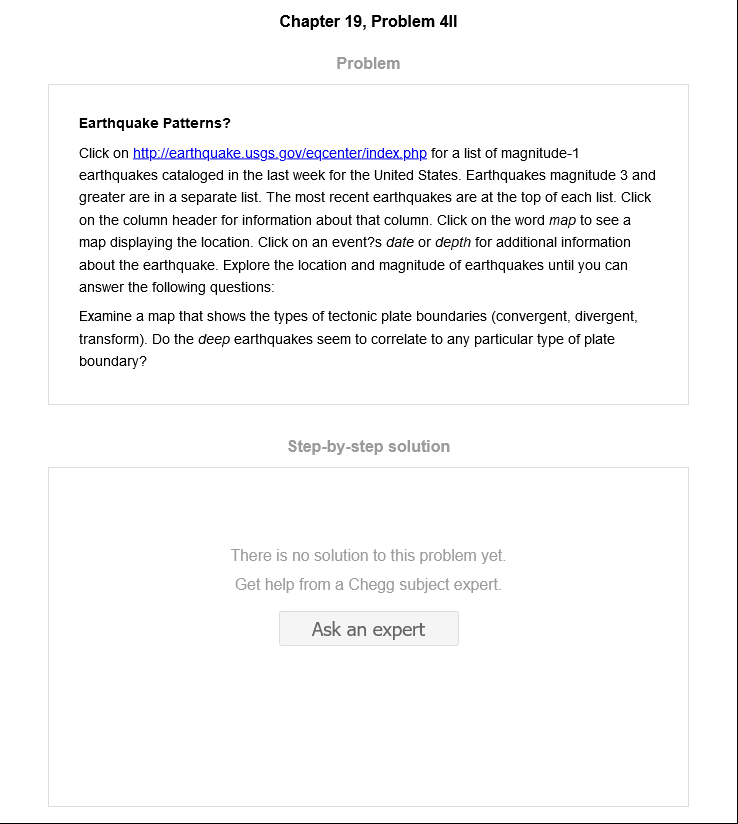 Chapter 19, Problem 4II
Problem
Earthquake Patterns?
Click on http://earthquake.usgs.gov/eqcenter/index.php for a list of magnitude-1
earthquakes cataloged in the last week for the United States. Earthquakes magnitude 3 and
greater are in a separate list. The most recent earthquakes are at the top of each list. Click
on the column header for information about that column. Click on the word map to see a
map displaying the location. Click on an event?s date or depth for additional information
about the earthquake. Explore the location and magnitude of earthquakes until you can
answer the following questions:
Examine a map that shows the types of tectonic plate boundaries (convergent, divergent,
transform). Do the deep earthquakes seem to correlate to any particular type of plate
boundary?
Step-by-step solution
There is no solution to this problem yet.
Get help from a Chegg subject expert.
Ask an expert